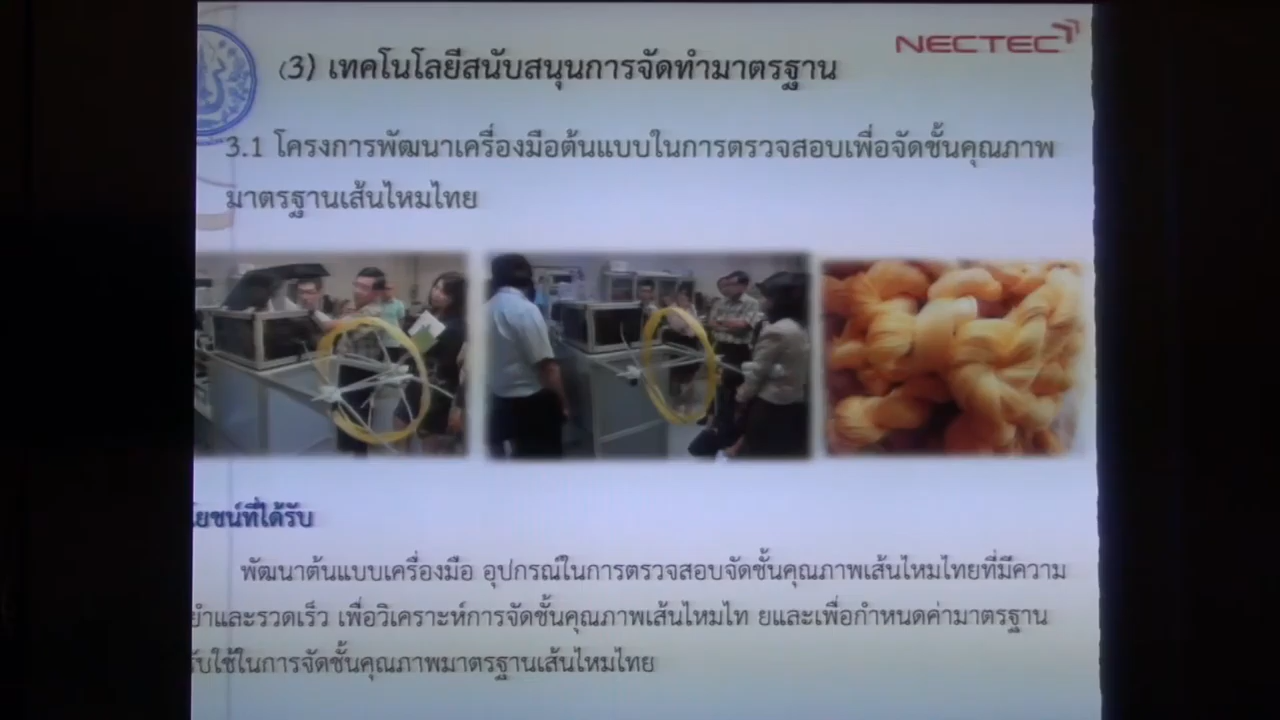 NECTEC
(3) เทคโนโลยีสนับสนุนการจัดทำมาตรฐาน
3.1 โครงการพัฒนาเครื่องมือต้นแบบในการตรวจสอบเพื่อจัดชั้นคุณภาพ
มาตรฐานเส้นไหมไทย
โยชน์ที่ได้รับ
พัฒนาต้นแบบเครื่องมือ อุปกรณ์ในการตรวจสอบจัดชั้นคุณภาพเส้นไหมไทยที่มีความ
ยำและรวดเร็ว เพื่อวิเคราะห์การจัดชั้นคุณภาพเส้นไหมไท ยและเพื่อกำหนดค่ามาตรฐาน
รับใช้ในการจัดชั้นคุณภาพมาตรฐานเส้นไหมไทย